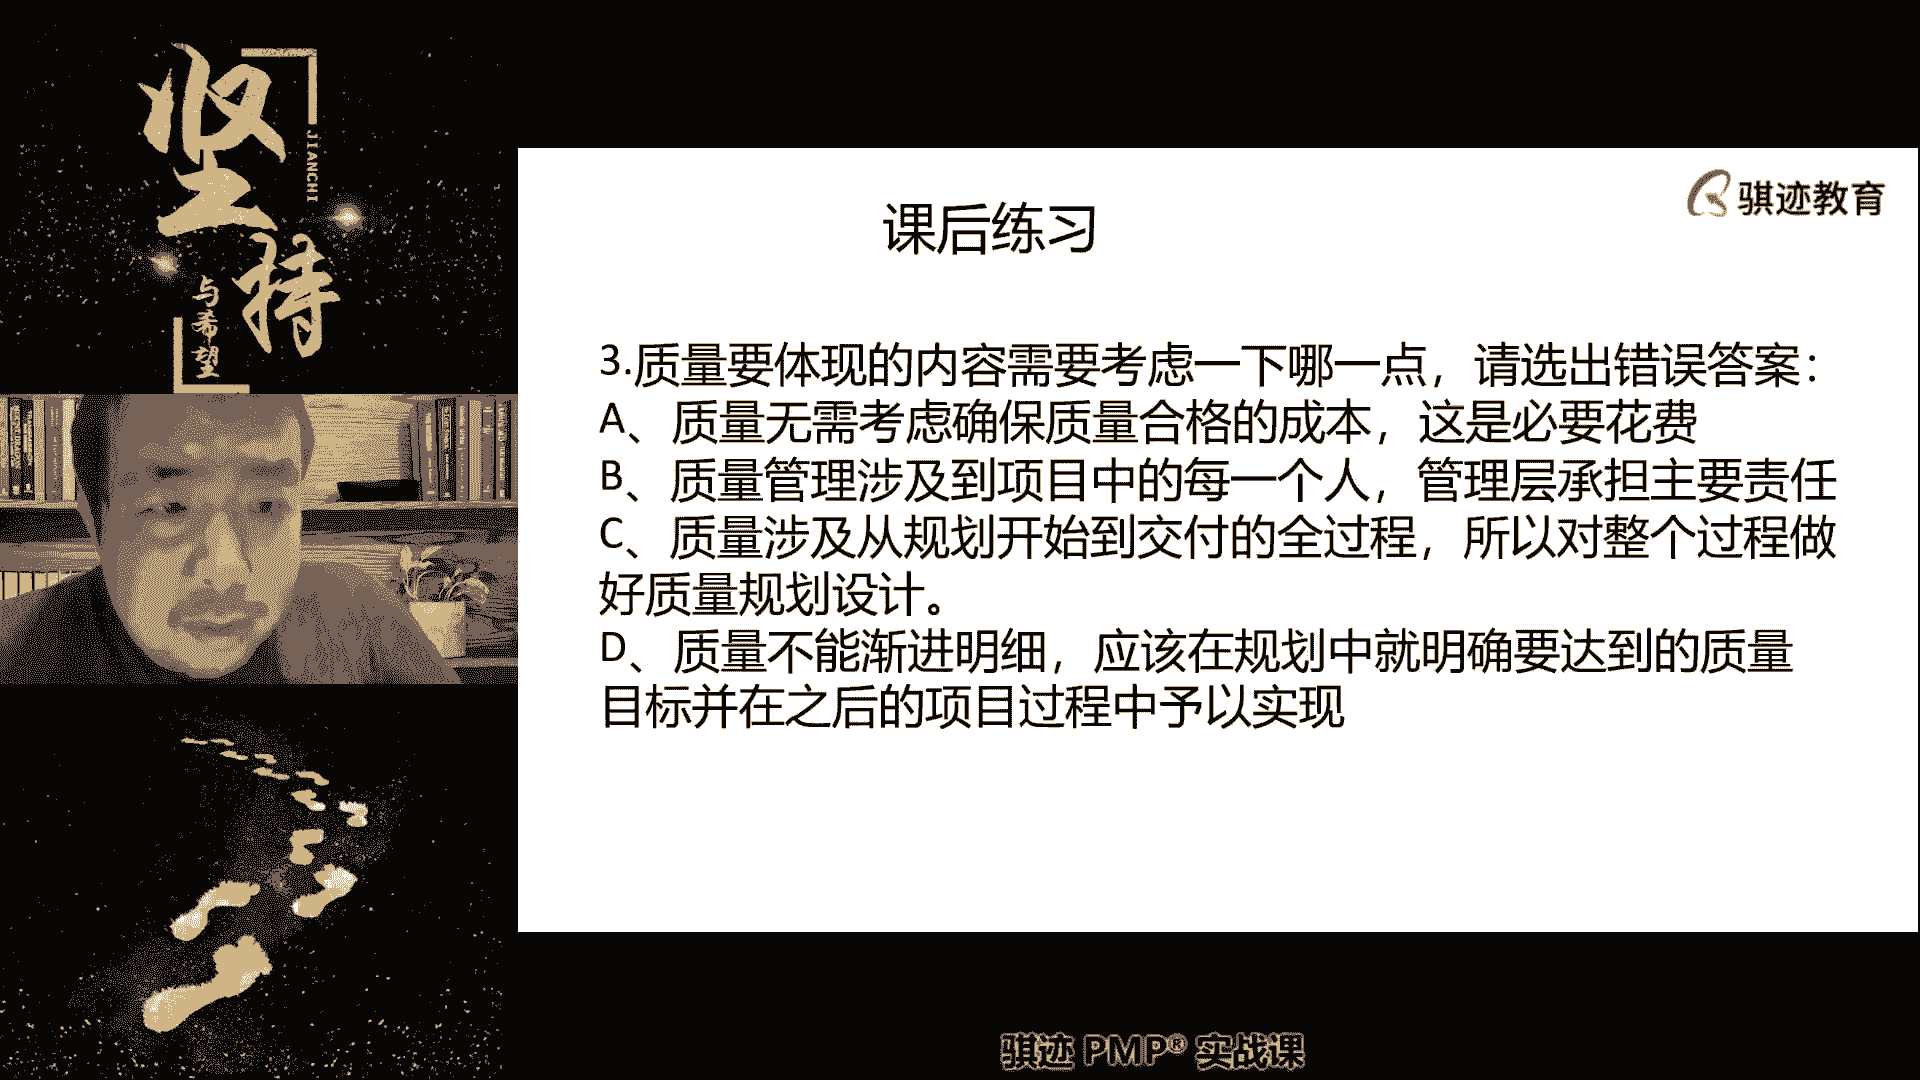 坚持
JIANCHI
与希望
骐迹教育
课后练习
3.质量要体现的内容需要考虑一下哪一点，请选出错误答案：
A、质量无需考虑确保质量合格的成本，这是必要花费
B、质量管理涉及到项目中的每一个人，管理层承担主要责任
C、质量涉及从规划开始到交付的全过程，所以对整个过程做
好质量规划设计。
D、质量不能渐进明细，应该在规划中就明确要达到的质量
目标并在之后的项目过程中予以实现
骐迹 PMP® 实战课